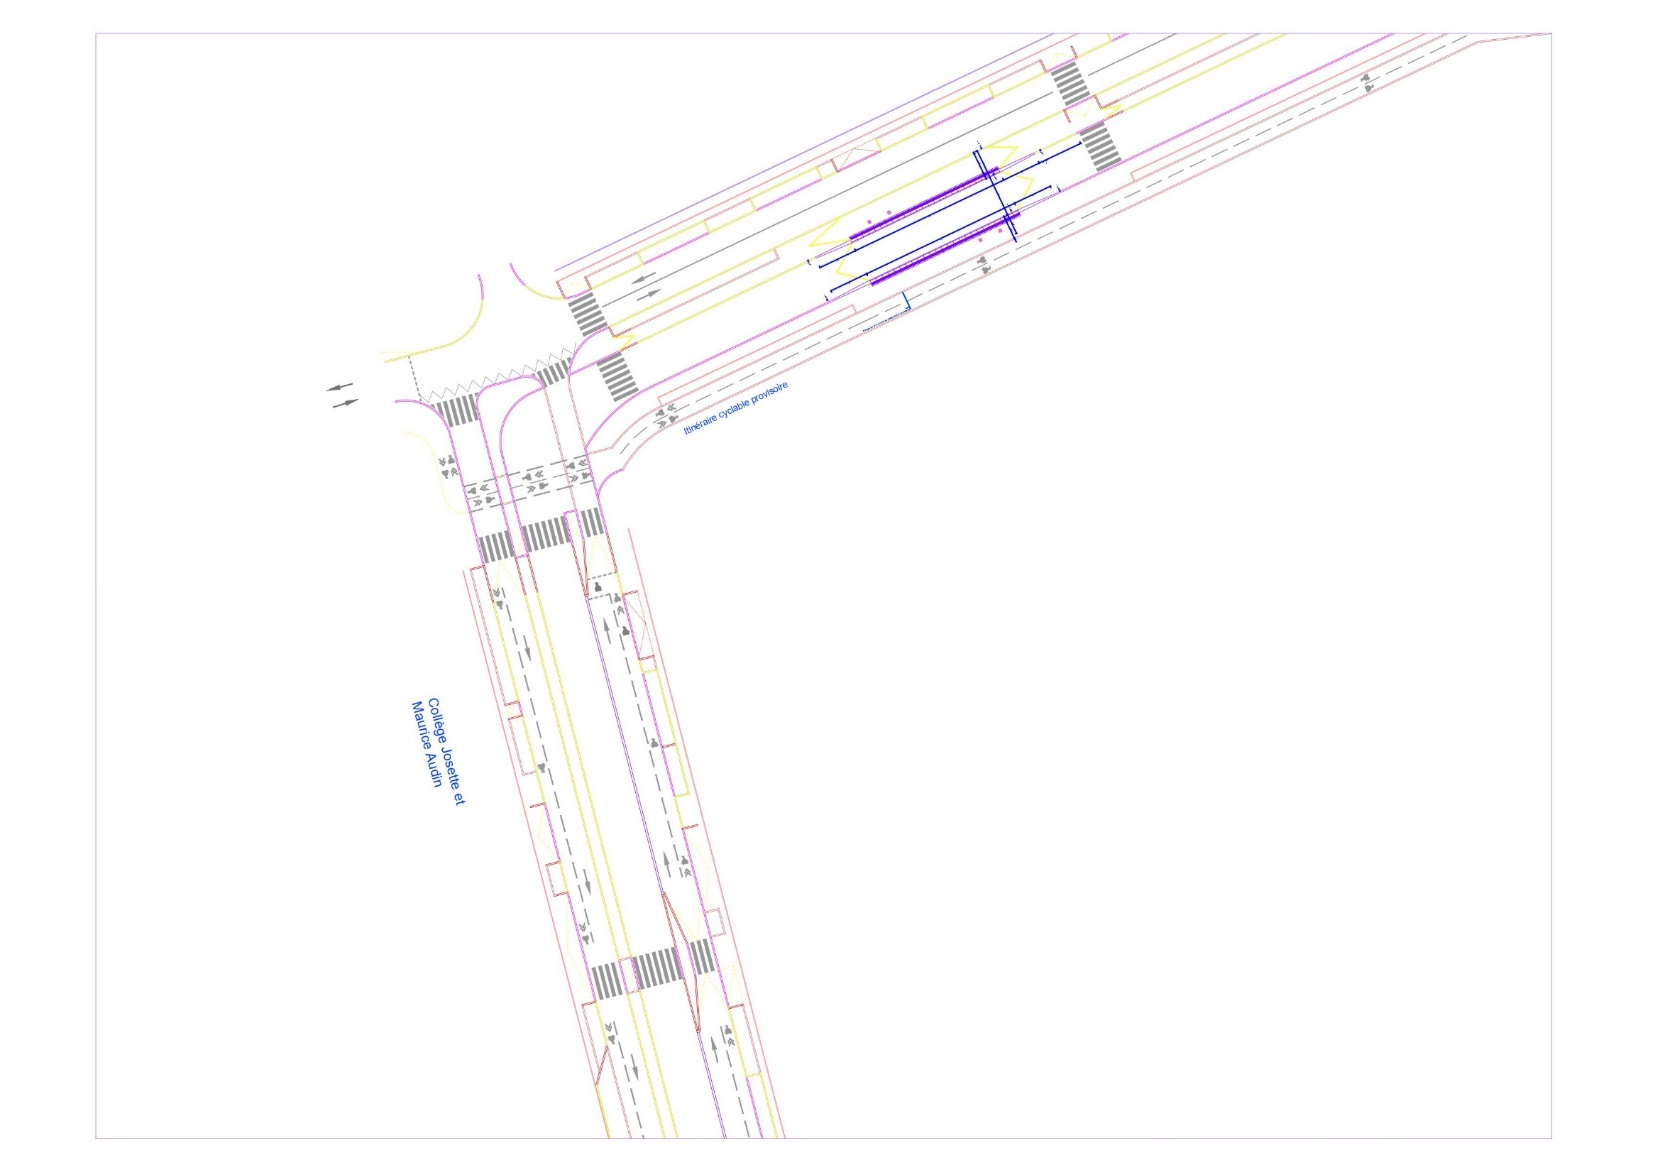 Itinéraire cyclable provisoire
Collège Josette et
Maurice Audin